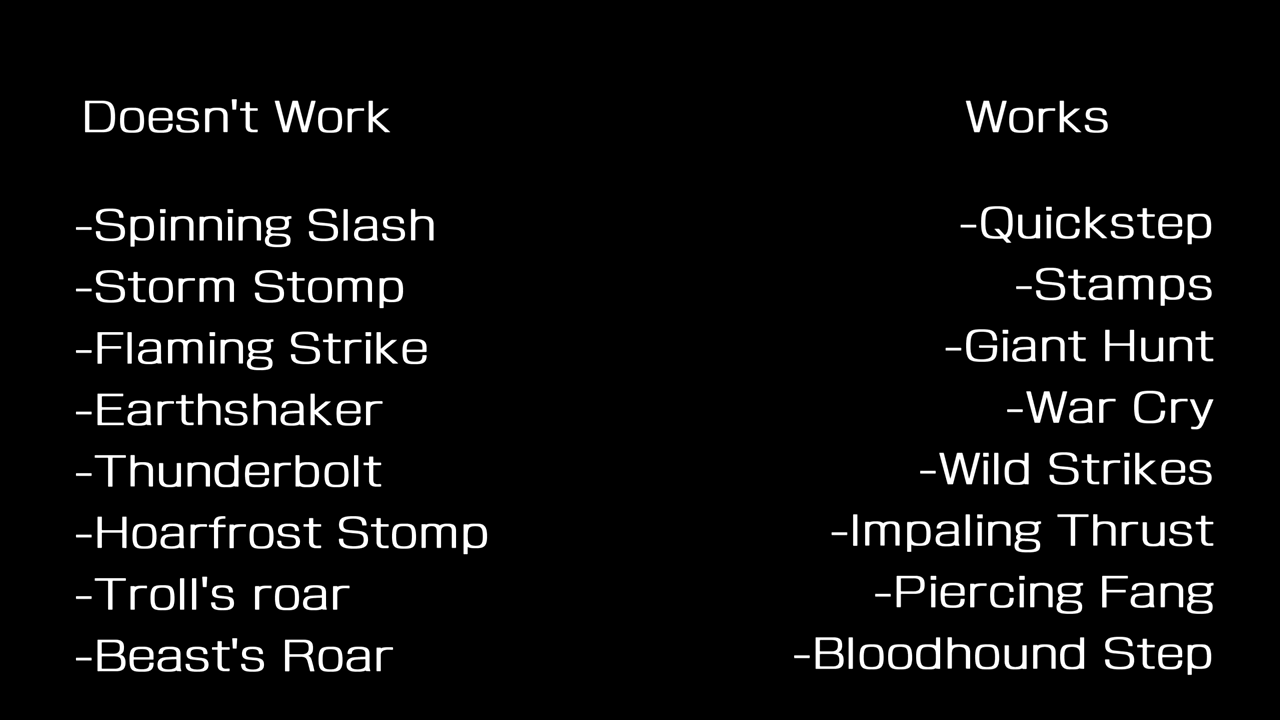 Doesn't Work
-Spinning Slash
-Storm Stomp
-Flaming Strike
-Earthshaker
-Thunderbolt
-Hoarfrost Stomp
-Troll's roar
-Beast's Roar
Works
-Quickstep
-Stamps
-Giant Hunt
-War Cry
-Wild Strikes
-Impaling Thrust
-Piercing Fang
-Bloodhound Step